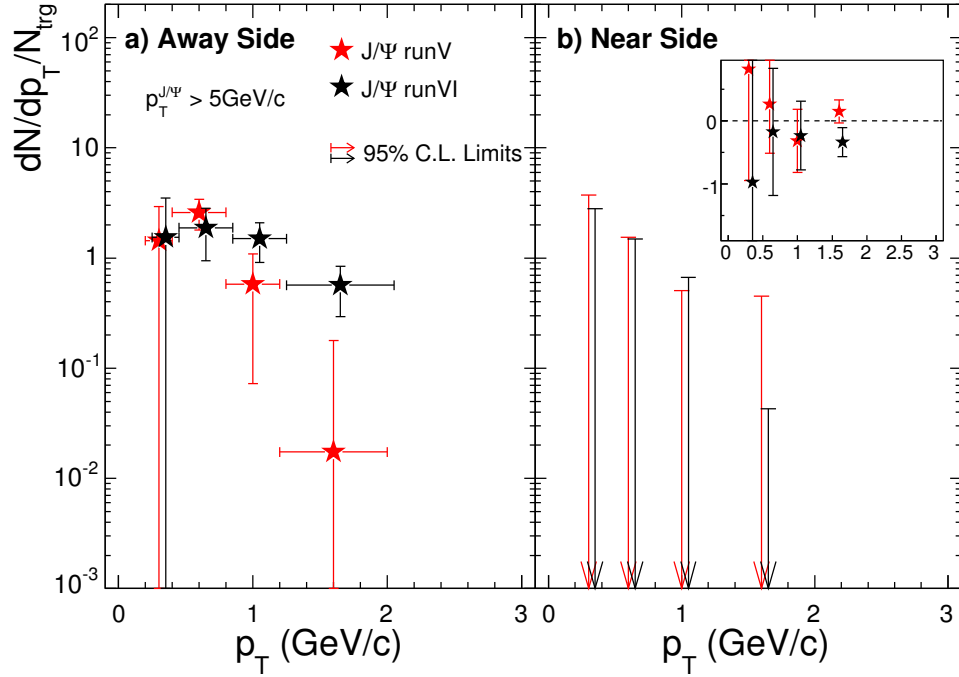 dN/dp_T/N_trg
10^2
10
1
10^-1
10^-2
10^-3
a) Away Side
p_T^J/Ψ > 5GeV/c
J/Ψ runV
J/Ψ runVI
95% C.L. Limits
0 1 2 3
p_T (GeV/c)
b) Near Side
0
-1
0 0.5 1 1.5 2 2.5 3
0 1 2 3
p_T (GeV/c)